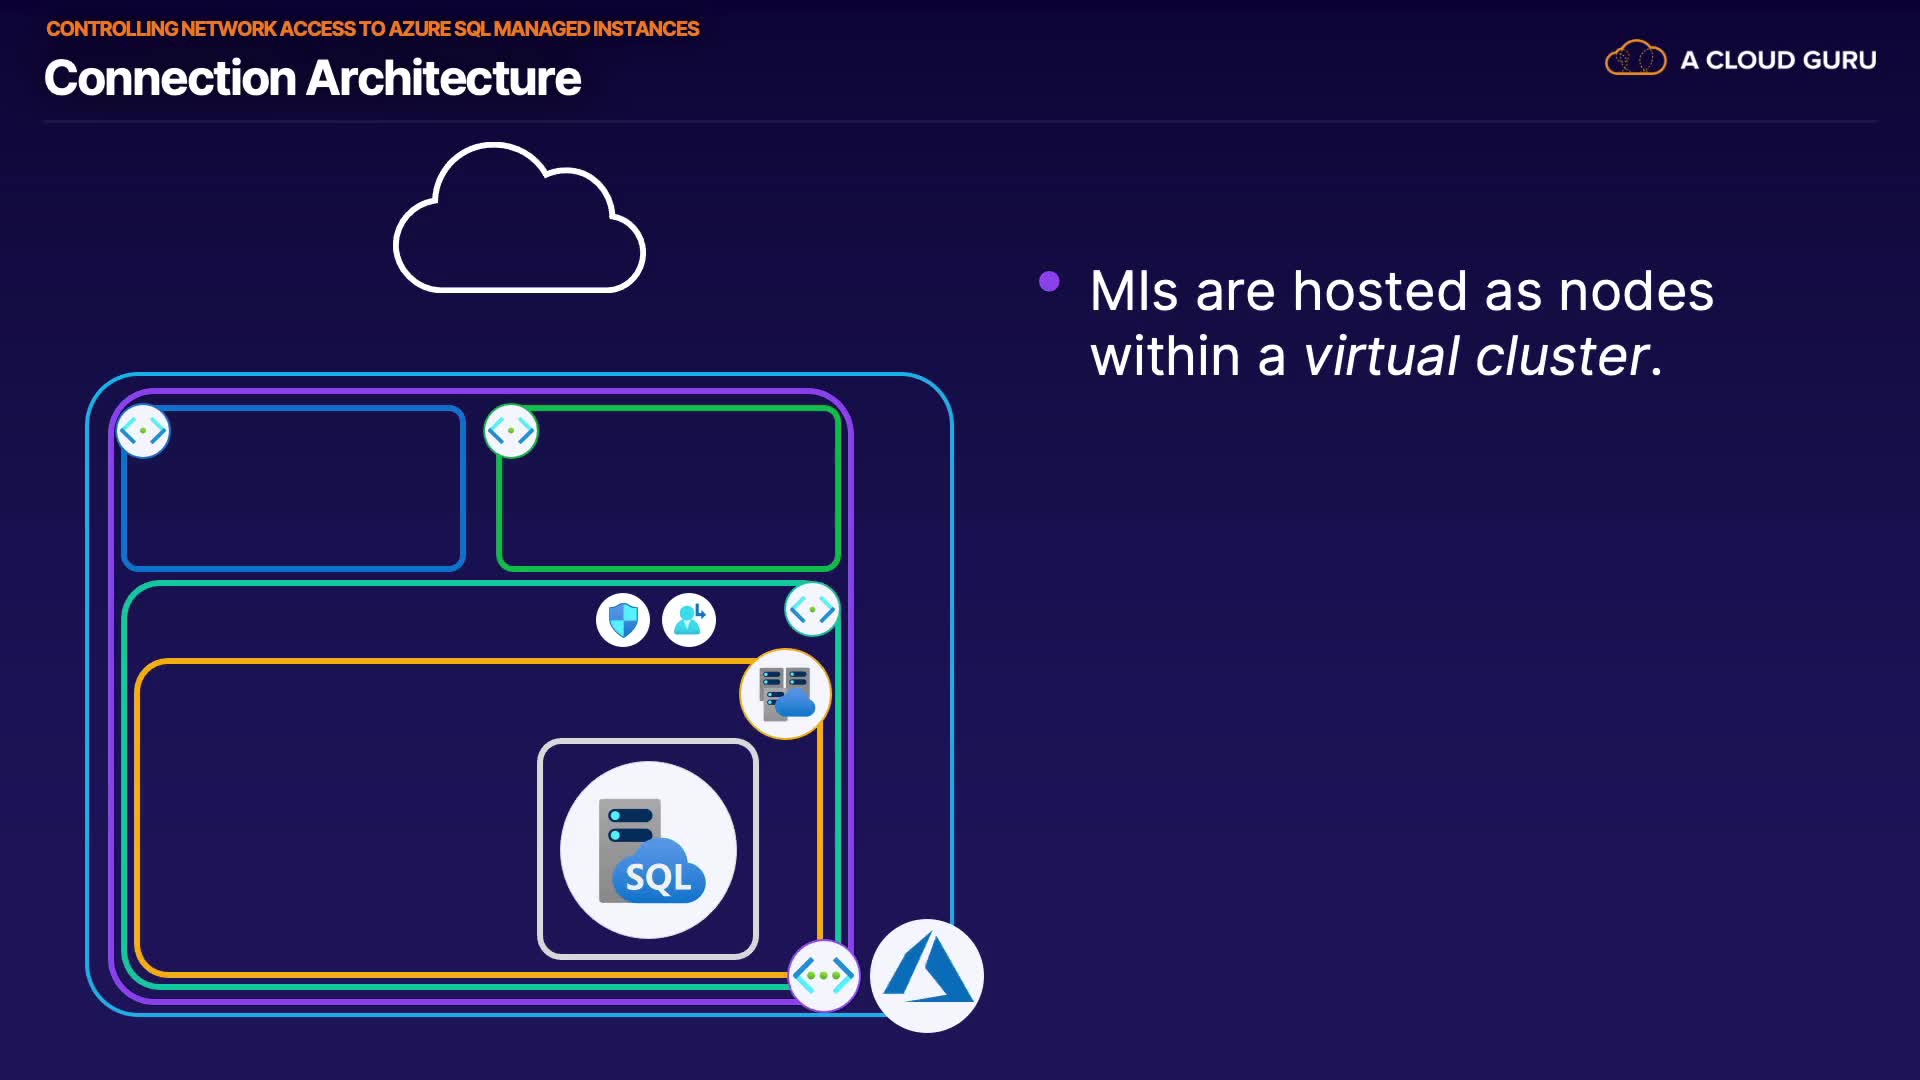 CONTROLLING NETWORK ACCESS TO AZURE SQL MANAGED INSTANCES
Connection Architecture
A CLOUD GURU
MIs are hosted as nodes
within a virtual cluster.
SQL